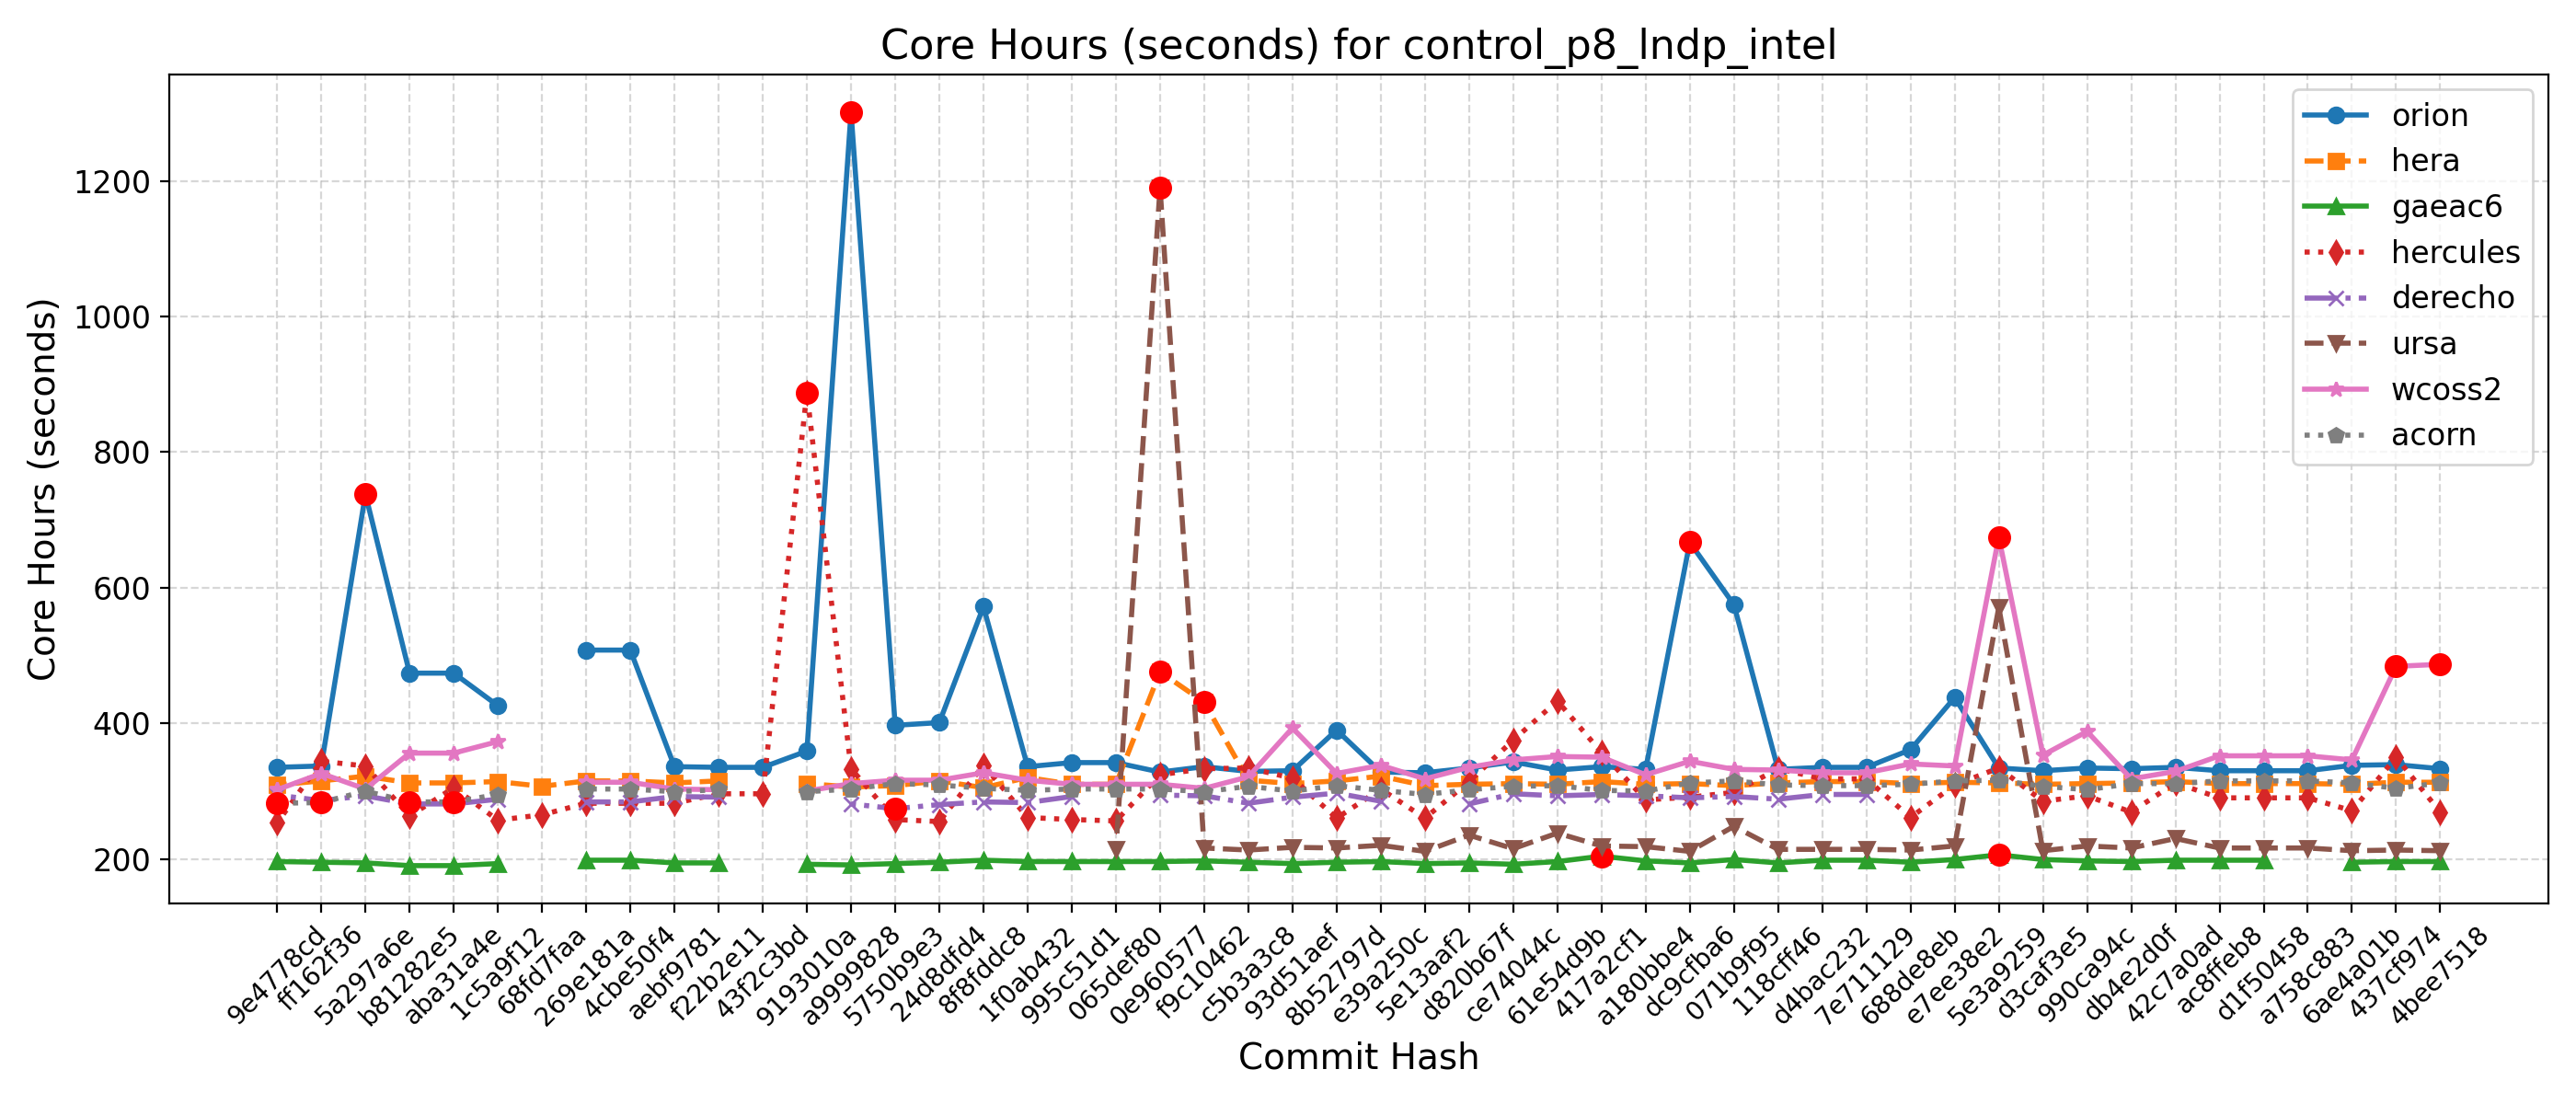 Core Hours (seconds) for control_p8_lndp_intel
Core Hours (seconds)
1200
1000
800
600
400
200
orion
hera
gaeac6
hercules
derecho
ursa
wcoss2
acorn
9e4778cd
ff162f36
5a297a6e
b81282e5
aba31a4e
1c5a9f12
68fd7faa
269e181a
4cbe50f4
aebf9781
f22b2e11
43f2c3bd
9193010a
a9999828
5750b9e3
24d8dfd4
8f8fddc8
1f0ab432
995c51d1
065def80
0e960577
f9c10462
c5b3a3c8
93d51aef
8b52797d
e39a250c
5e13aaf2
d820b67f
ce74044c
61e54d9b
417a2cf1
a180bbe4
dc9cfba6
071b9f95
118cff46
d4bac232
7e711129
688de8eb
e7ee38e2
5e3a9259
d3caf3e5
990ca94c
db4e2d0f
42c7a0ad
ac8ffeb8
d1f50458
a758c883
6ae4a01b
437cf974
4bee7518
Commit Hash